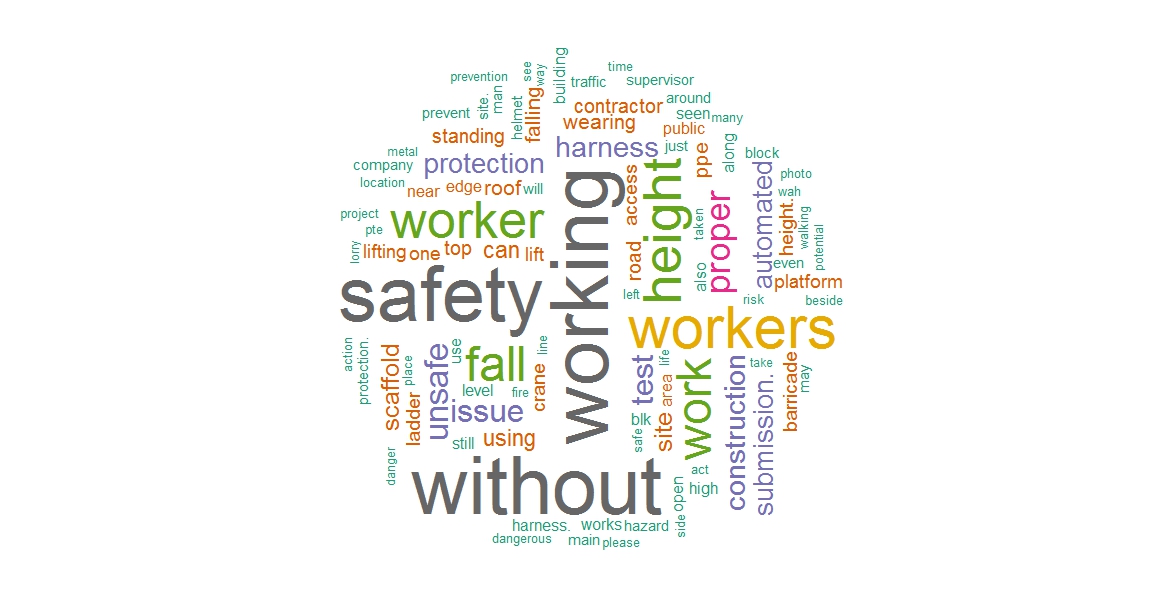 time
see
way
building
prevention
traffic
supervisor
site.
man
helmet
falling
contractor
around
prevent
wearing
seen
many
standing
public
metal
harness
just
ppe
along
block
company
protection
working
height
photo
location
near
edge
roof
will
access
proper
automated
wah
project
worker
taken
height.
walking
potential
pte
lorry
lifting
one
top
can
lift
road
also
even
safety
left
platform
risk
beside
workers
action
protection.
scaffold
place
unsafe
use
fall
line
test
life
area
work
construction
take
submission.
barricade
may
ladder
level
fire
crane
issue
blk
still
using
safe
site
danger
without
act
high
open
side
harness.
works
hazard
dangerous
main
please